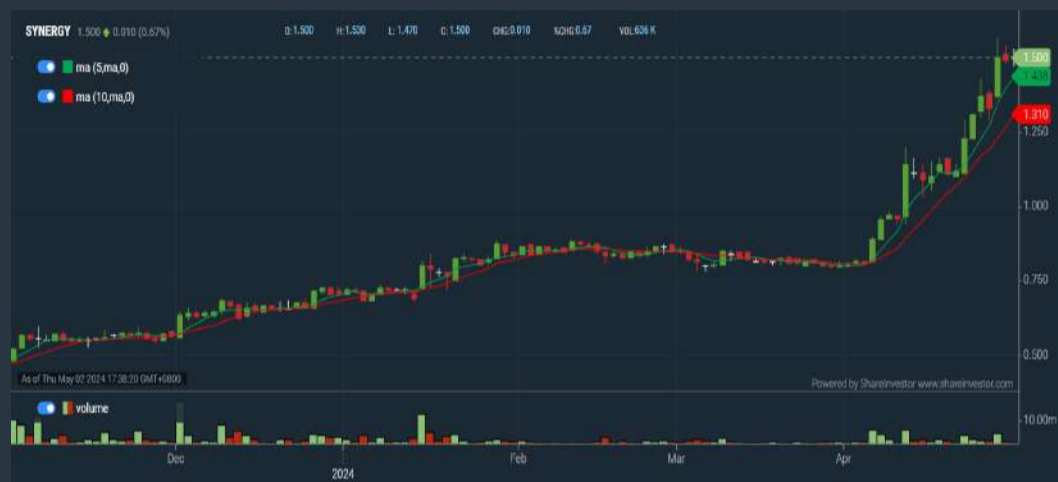 SYNERGY 1.500 0.010 (0.67%) O: 1.500 H: 1.530 L: 1.470 C: 1.500 CHG:0.010 %CHG:0.67 VOL:636 K
ma (5,ma,0)
ma (10,ma,0)
1.500
1.438
1.310
1.250
1.000
0.750
0.500
As of Thu May 02 2024 17:38:20 GMT+0800
Powered by ShareInvestor www.shareinvestor.com
volume
10.00m
Dec 2024 Feb Mar Apr